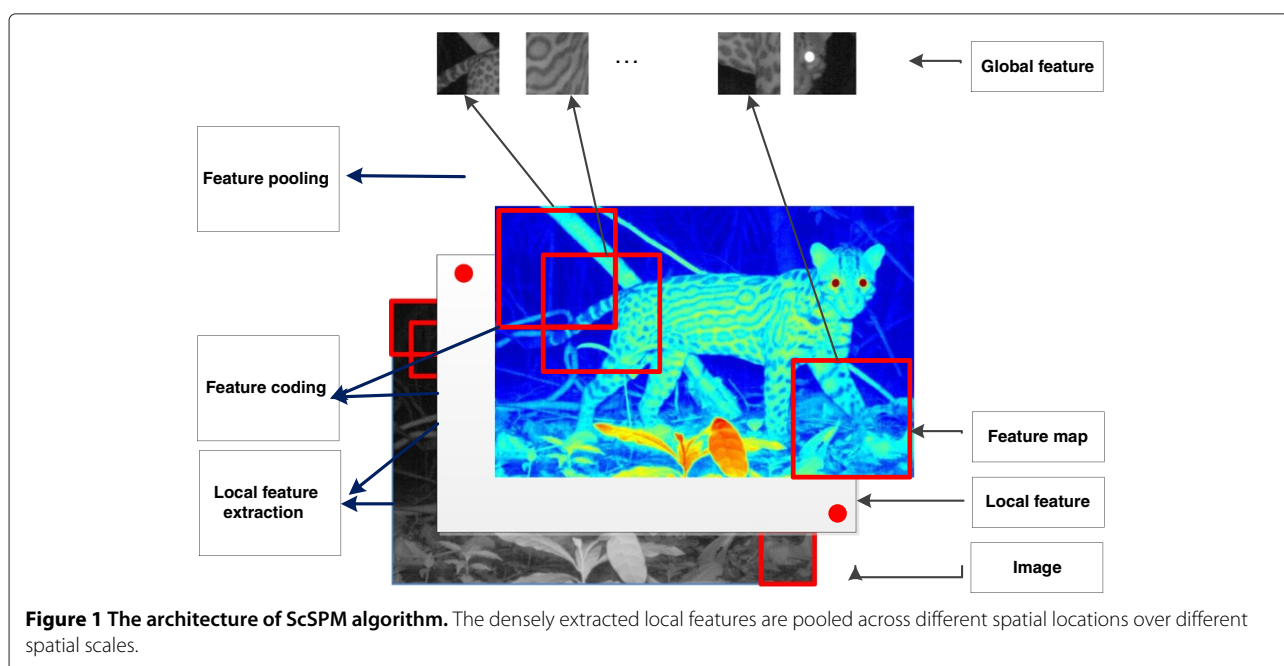 ...
Global feature
Feature pooling
Feature coding
Feature map
Local feature
extraction
Local feature
Image
Figure 1 The architecture of ScSPM algorithm. The densely extracted local features are pooled across different spatial locations over different
spatial scales.